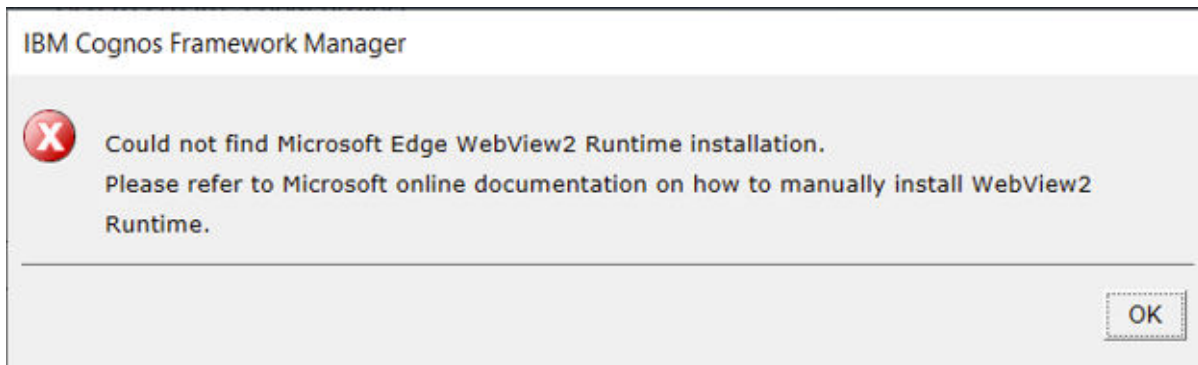 IBM Cognos Framework Manager
Could not find Microsoft Edge WebView2 Runtime installation.
Please refer to Microsoft online documentation on how to manually install WebView2
Runtime.
OK